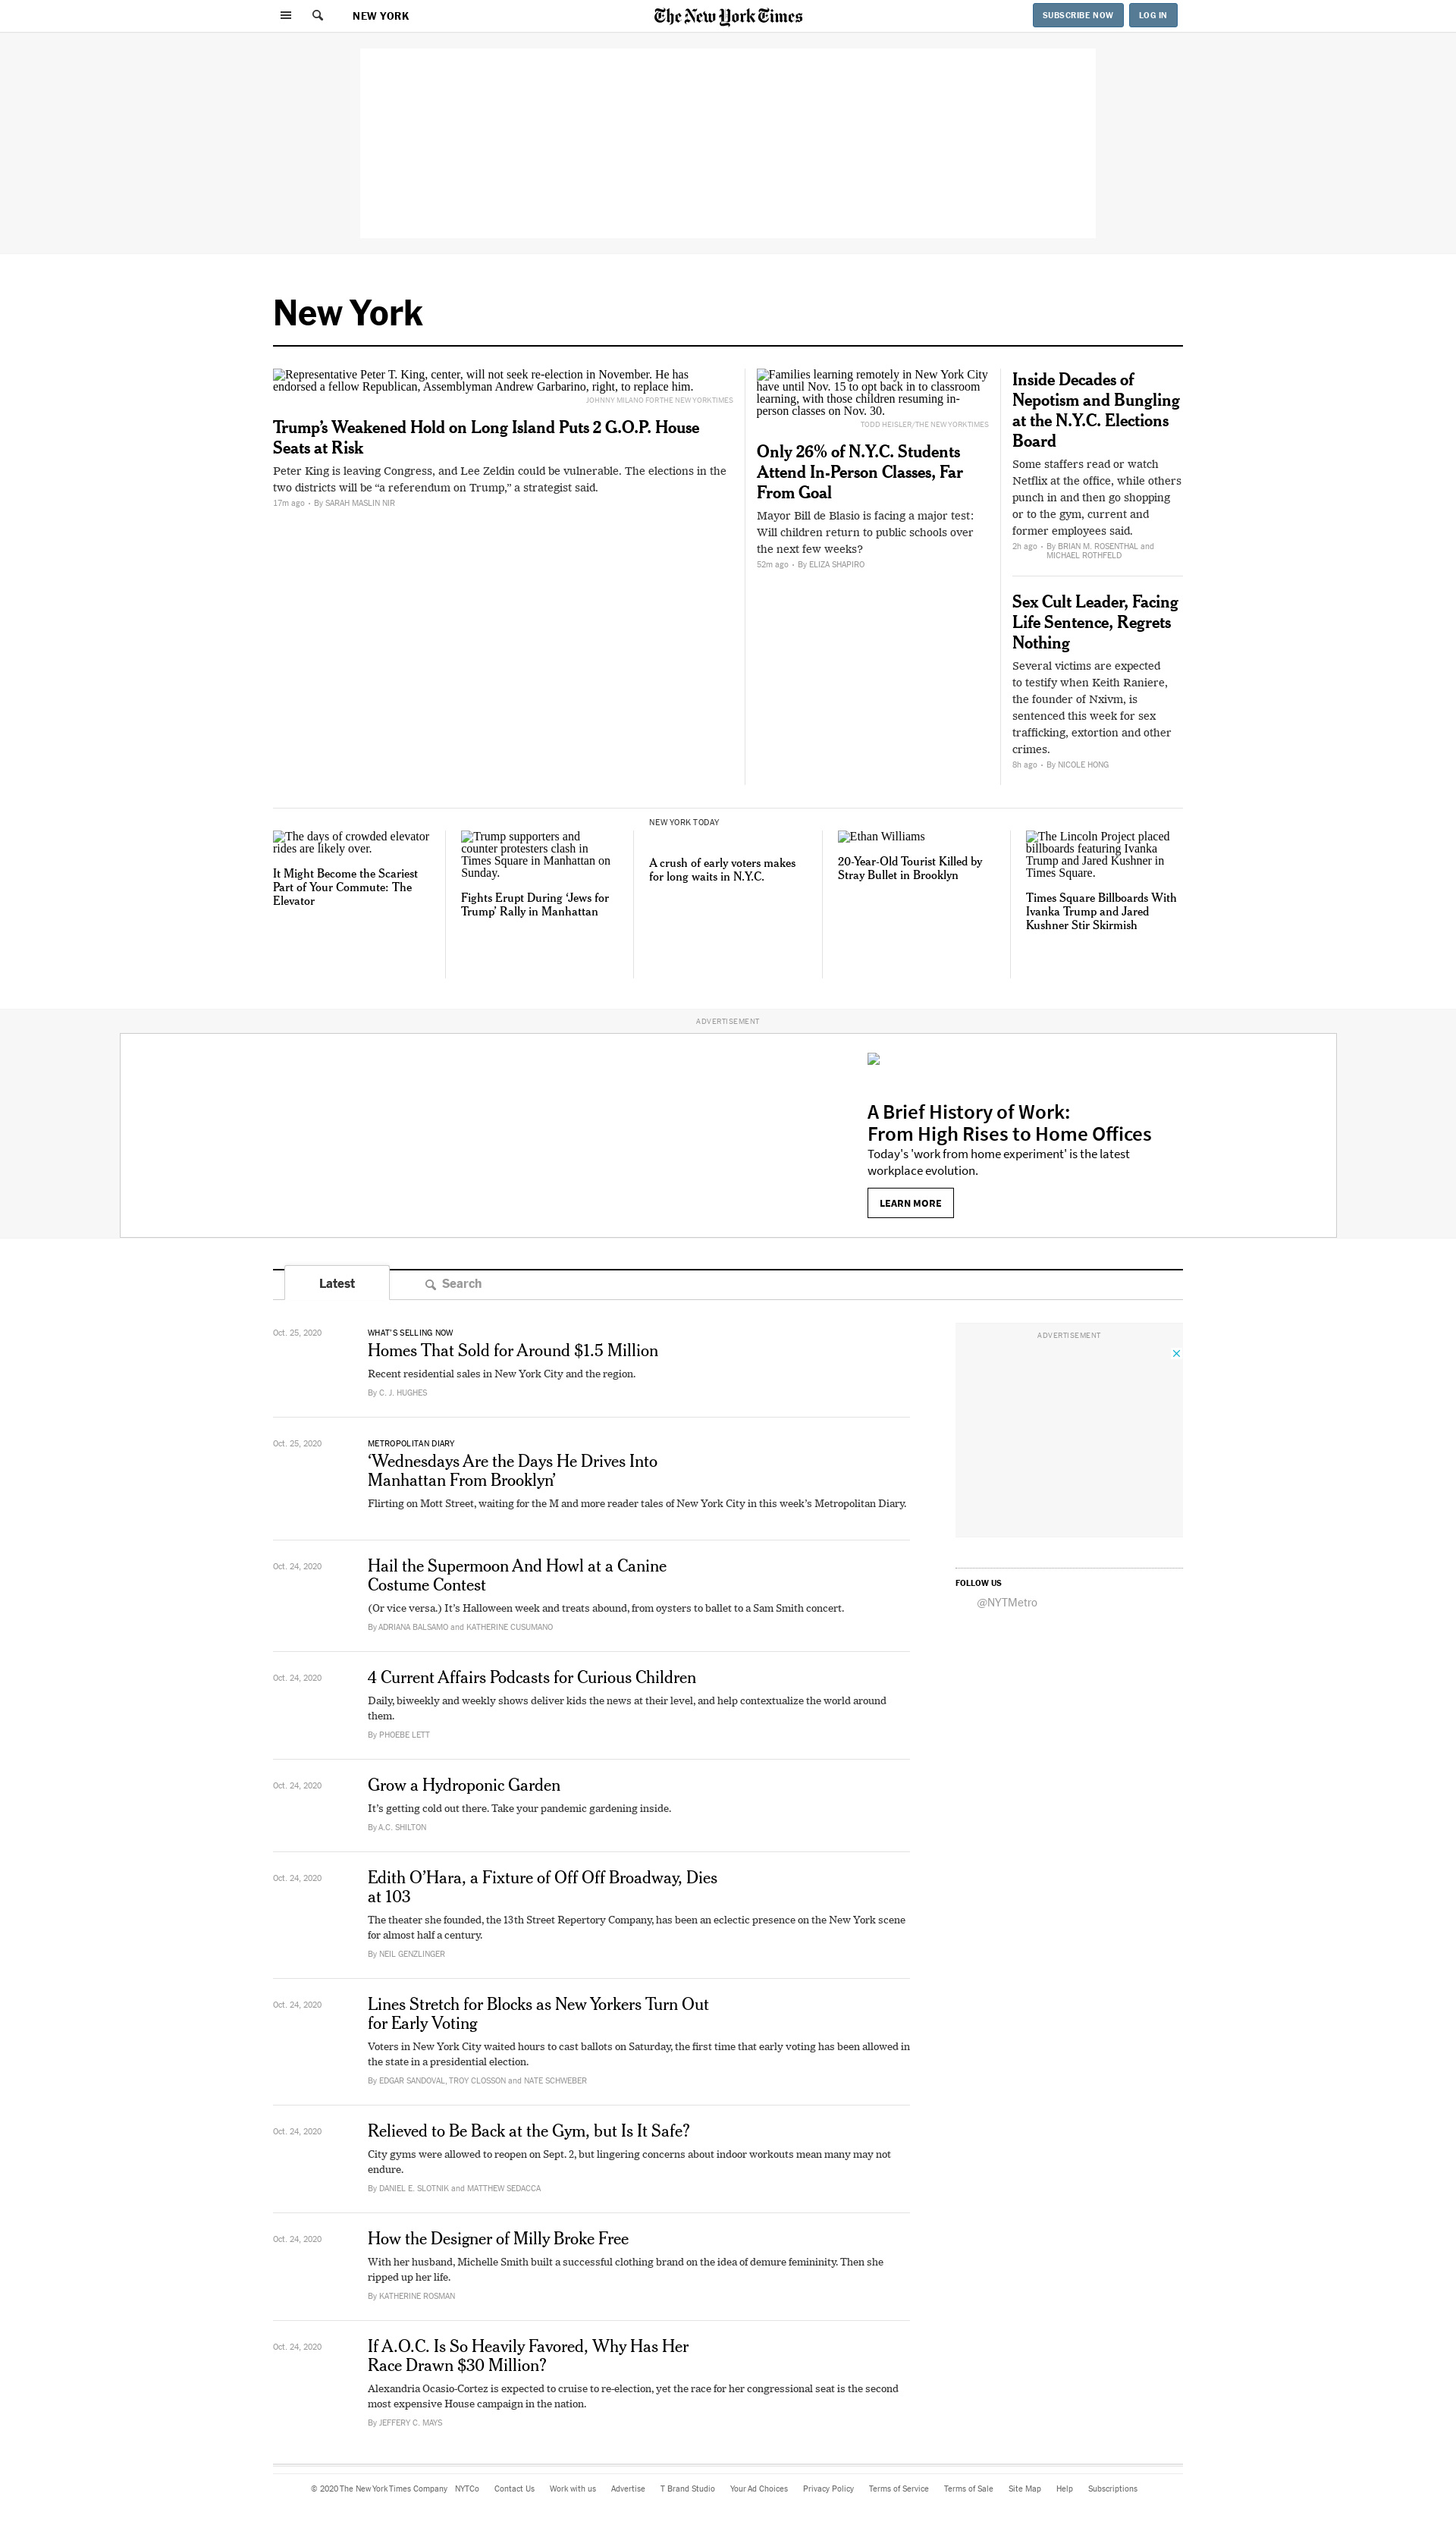 NEW YORK
The New York Times
SUBSCRIBE NOW
LOG IN
New York
Representative Peter T. King, center, will not seek re-election in November. He has
endorsed a fellow Republican, Assemblyman Andrew Garbarino, right, to replace him.
JOHNNY MILANO FOR THE NEW YORK TIMES
Trump’s Weakened Hold on Long Island Puts 2 G.O.P. House
Seats at Risk
Peter King is leaving Congress, and Lee Zeldin could be vulnerable. The elections in the
two districts will be “a referendum on Trump,” a strategist said.
17m ago • By SARAH MASLIN NIR
Families learning remotely in New York City
have until Nov. 15 to opt back in to classroom
learning, with those children resuming in-
person classes on Nov. 30.
TODD HEISLER/THE NEW YORK TIMES
Only 26% of N.Y.C. Students
Attend In-Person Classes, Far
From Goal
Mayor Bill de Blasio is facing a major test:
Will children return to public schools over
the next few weeks?
52m ago • By ELIZA SHAPIRO
Inside Decades of
Nepotism and Bungling
at the N.Y.C. Elections
Board
Some staffers read or watch
Netflix at the office, while others
punch in and then go shopping
or to the gym, current and
former employees said.
2h ago • By BRIAN M. ROSENTHAL and
MICHAEL ROTHFELD
Sex Cult Leader, Facing
Life Sentence, Regrets
Nothing
Several victims are expected
to testify when Keith Raniere,
the founder of Nxivm, is
sentenced this week for sex
trafficking, extortion and other
crimes.
8h ago • By NICOLE HONG
The days of crowded elevator
rides are likely over.
It Might Become the Scariest
Part of Your Commute: The
Elevator
Trump supporters and
counter protesters clash in
Times Square in Manhattan on
Sunday.
Fights Erupt During ‘Jews for
Trump’ Rally in Manhattan
NEW YORK TODAY
A crush of early voters makes
for long waits in N.Y.C.
Ethan Williams
20-Year-Old Tourist Killed by
Stray Bullet in Brooklyn
The Lincoln Project placed
billboards featuring Ivanka
Trump and Jared Kushner in
Times Square.
Times Square Billboards With
Ivanka Trump and Jared
Kushner Stir Skirmish
ADVERTISEMENT
A Brief History of Work:
From High Rises to Home Offices
Today's 'work from home experiment' is the latest
workplace evolution.
LEARN MORE
Latest
Search
Oct. 25, 2020
WHAT'S SELLING NOW
Homes That Sold for Around $1.5 Million
Recent residential sales in New York City and the region.
By C. J. HUGHES
Oct. 25, 2020
METROPOLITAN DIARY
‘Wednesdays Are the Days He Drives Into
Manhattan From Brooklyn’
Flirting on Mott Street, waiting for the M and more reader tales of New York City in this week’s Metropolitan Diary.
Oct. 24, 2020
Hail the Supermoon And Howl at a Canine
Costume Contest
(Or vice versa.) It’s Halloween week and treats abound, from oysters to ballet to a Sam Smith concert.
By ADRIANA BALSAMO and KATHERINE CUSUMANO
Oct. 24, 2020
4 Current Affairs Podcasts for Curious Children
Daily, biweekly and weekly shows deliver kids the news at their level, and help contextualize the world around
them.
By PHOEBE LETT
Oct. 24, 2020
Grow a Hydroponic Garden
It’s getting cold out there. Take your pandemic gardening inside.
By A.C. SHILTON
Oct. 24, 2020
Edith O’Hara, a Fixture of Off Off Broadway, Dies
at 103
The theater she founded, the 13th Street Repertory Company, has been an eclectic presence on the New York scene
for almost half a century.
By NEIL GENZLINGER
Oct. 24, 2020
Lines Stretch for Blocks as New Yorkers Turn Out
for Early Voting
Voters in New York City waited hours to cast ballots on Saturday, the first time that early voting has been allowed in
the state in a presidential election.
By EDGAR SANDOVAL, TROY CLOSSON and NATE SCHWEBER
Oct. 24, 2020
Relieved to Be Back at the Gym, but Is It Safe?
City gyms were allowed to reopen on Sept. 2, but lingering concerns about indoor workouts mean many may not
endure.
By DANIEL E. SLOTNIK and MATTHEW SEDACCA
Oct. 24, 2020
How the Designer of Milly Broke Free
With her husband, Michelle Smith built a successful clothing brand on the idea of demure femininity. Then she
ripped up her life.
By KATHERINE ROSMAN
Oct. 24, 2020
If A.O.C. Is So Heavily Favored, Why Has Her
Race Drawn $30 Million?
Alexandria Ocasio-Cortez is expected to cruise to re-election, yet the race for her congressional seat is the second
most expensive House campaign in the nation.
By JEFFERY C. MAYS
ADVERTISEMENT
FOLLOW US
@NYTMetro
© 2020 The New York Times Company NYTCo Contact Us Work with us Advertise T Brand Studio Your Ad Choices Privacy Policy Terms of Service Terms of Sale Site Map Help Subscriptions